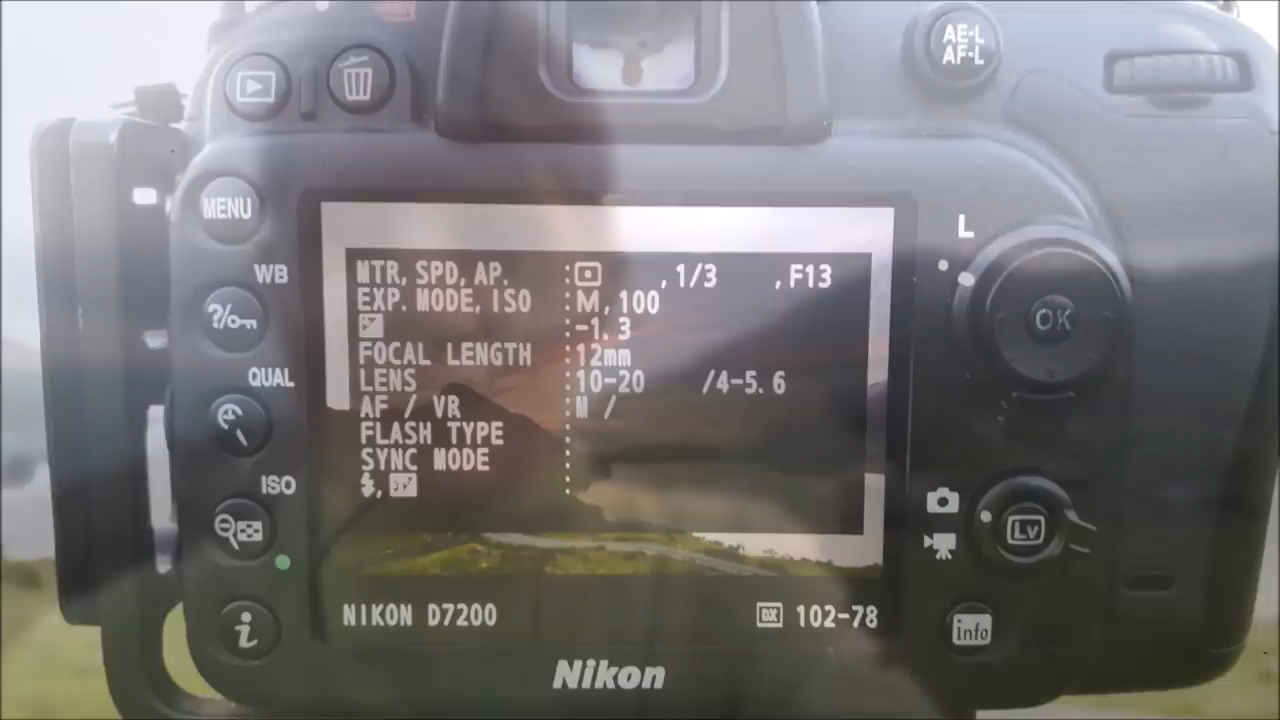 AE-L
AF-L
MENU
WB
?/
QUAL
ISO
i
MTR, SPD, AP. : , 1/3 , F13
EXP. MODE, ISO : M, 100
: -1.3
FOCAL LENGTH : 12mm
LENS : 10-20 /4-5.6
AF / VR : M /
FLASH TYPE :
SYNC MODE :
NIKON D7200
DX 102-78
Nikon
L
OK
Lv
info